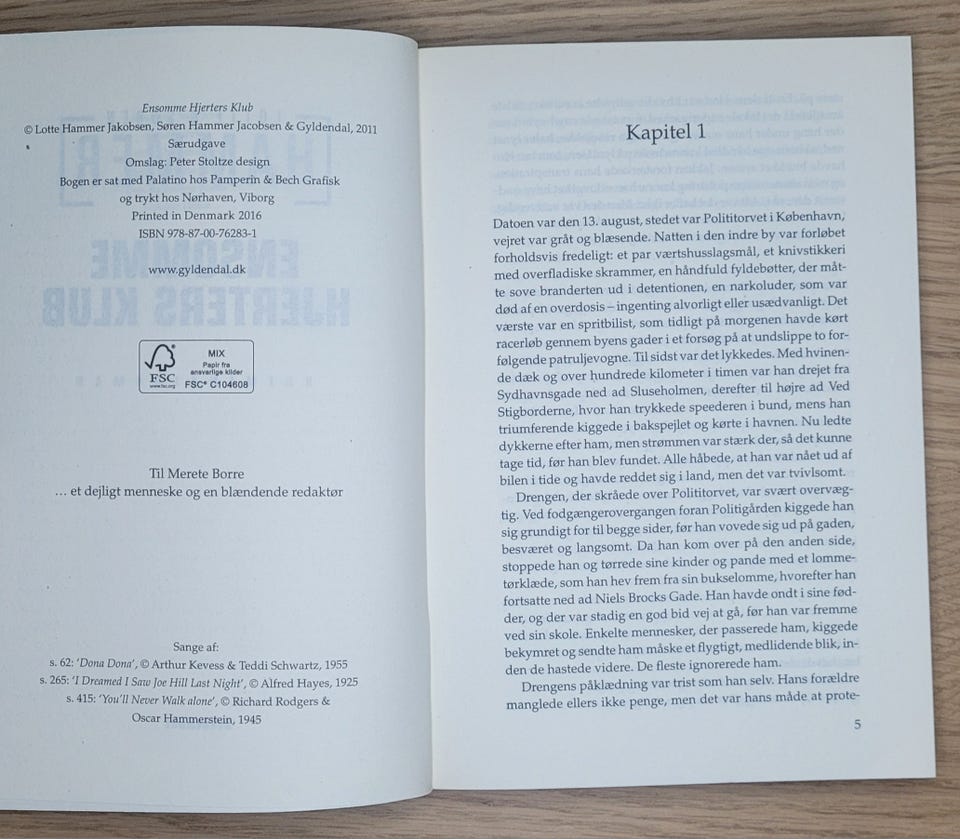 Ensomme Hjerters Klub
© Lotte Hammer Jakobsen, Søren Hammer Jacobsen & Gyldendal, 2011
Særudgave
Omslag: Peter Stoltze design
Bogen er sat med Palatino hos Pamperin & Bech Grafisk
og trykt hos Nørhaven, Viborg
Printed in Denmark 2016
ISBN 978-87-00-76283-1
www.gyldendal.dk
FSC
www.fsc.org
MIX
Papir fra
ansvarlige kilder
FSC® C104608
Til Merete Borre
… et dejligt menneske og en blændende redaktør
Sange af:
s. 62: 'Dona Dona', © Arthur Kevess & Teddi Schwartz, 1955
s. 265: 'I Dreamed I Saw Joe Hill Last Night', © Alfred Hayes, 1925
s. 415: 'You'll Never Walk alone', © Richard Rodgers &
Oscar Hammerstein, 1945
Kapitel 1
Datoen var den 13. august, stedet var Polititorvet i København,
vejret var gråt og blæsende. Natten i den indre by var forløbet
forholdsvis fredeligt: et par værtshusslagsmål, et knivstikkeri
med overfladiske skrammer, en håndfuld fyldebøtter, der måt-
te sove branderten ud i detentionen, en narkoluder, som var
død af en overdosis – ingenting alvorligt eller usædvanligt. Det
værste var en spritbilist, som tidligt på morgenen havde kørt
racerløb gennem byens gader i et forsøg på at undslippe to for-
følgende patruljevogne. Til sidst var det lykkedes. Med hvinen-
de dæk og over hundrede kilometer i timen var han drejet fra
Sydhavnsgade ned ad Sluseholmen, derefter til højre ad Ved
Stigborderne, hvor han trykkede speederen i bund, mens han
triumferende kiggede i bakspejlet og kørte i havnen. Nu ledte
dykkerne efter ham, men strømmen var stærk der, så det kunne
tage tid, før han blev fundet. Alle håbede, at han var nået ud af
bilen i tide og havde reddet sig i land, men det var tvivlsomt.
Drengen, der skråede over Polititorvet, var svært overvæg-
tig. Ved fodgængerovergangen foran Politigården kiggede han
sig grundigt for til begge sider, før han vovede sig ud på gaden,
besværet og langsomt. Da han kom over på den anden side,
stoppede han og tørrede sine kinder og pande med et lomme-
tørklæde, som han hev frem fra sin bukselomme, hvorefter han
fortsatte ned ad Niels Brocks Gade. Han havde ondt i sine fød-
der, og der var stadig en god bid vej at gå, før han var fremme
ved sin skole. Enkelte mennesker, der passerede ham, kiggede
bekymret og sendte ham måske et flygtigt, medlidende blik, in-
den de hastede videre. De fleste ignorerede ham.
Drengens påklædning var trist som han selv. Hans forældre
manglede ellers ikke penge, men det var hans måde at prote-
5